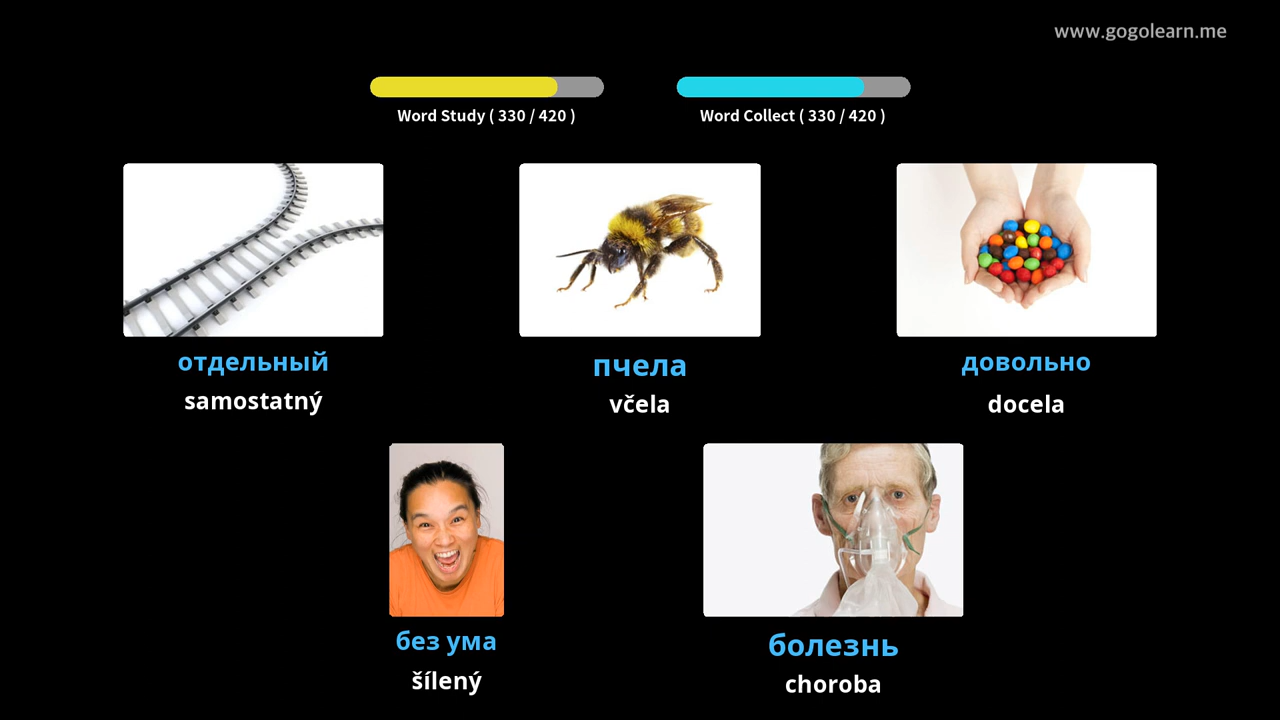 www.gogolearn.me
Word Study ( 330 / 420 )
Word Collect ( 330 / 420 )
отдельный
samostatný
пчела
včela
довольно
docela
без ума
šílený
болезнь
choroba